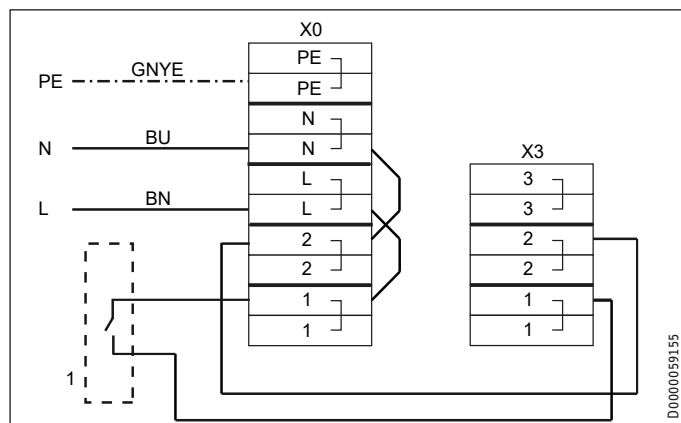 X0
PE
PE
PE GNYE
N
N BU N
X3
L 3
L BN L 3
2 2
2 2
1 1
1 1
1
D0000059155